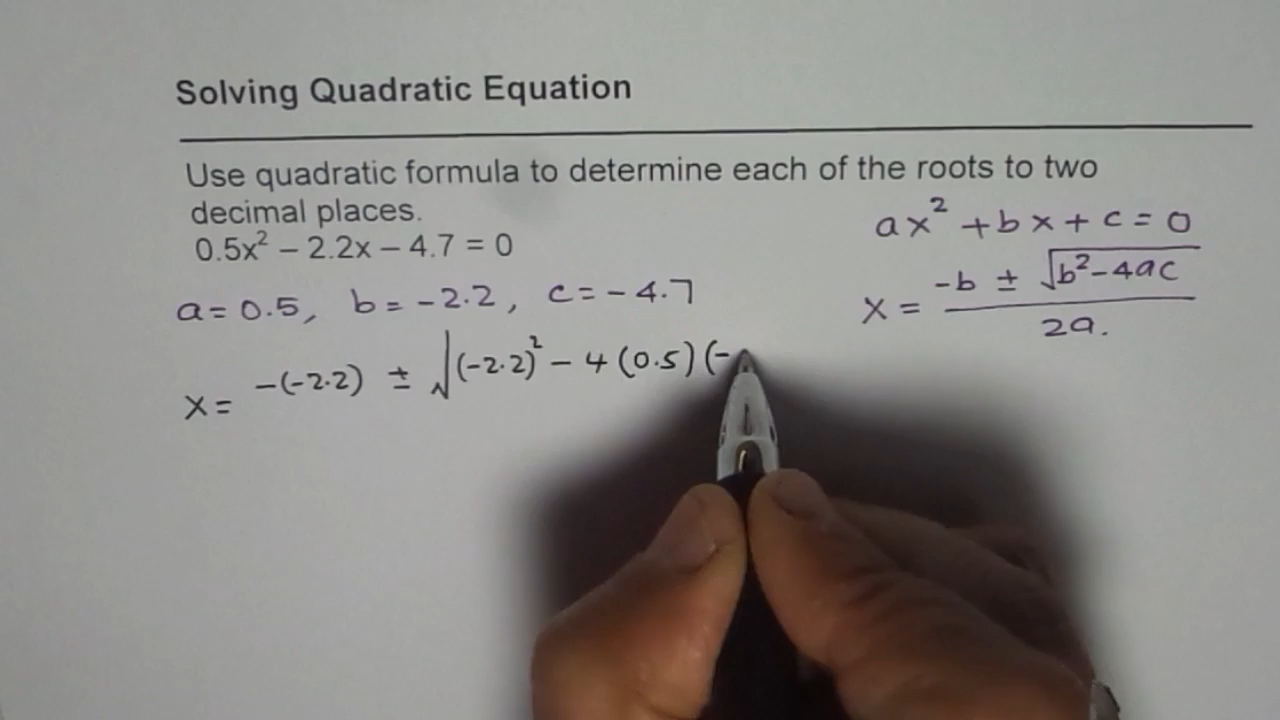 Solving Quadratic Equation
Use quadratic formula to determine each of the roots to two
decimal places.
0.5x² – 2.2x – 4.7 = 0
ax² + bx + c = 0
x = (-b ± √(b²-4ac))/2a.
a = 0.5, b = -2.2, c = -4.7
x = -(-2.2) ± √(-2.2)² - 4(0.5)(-